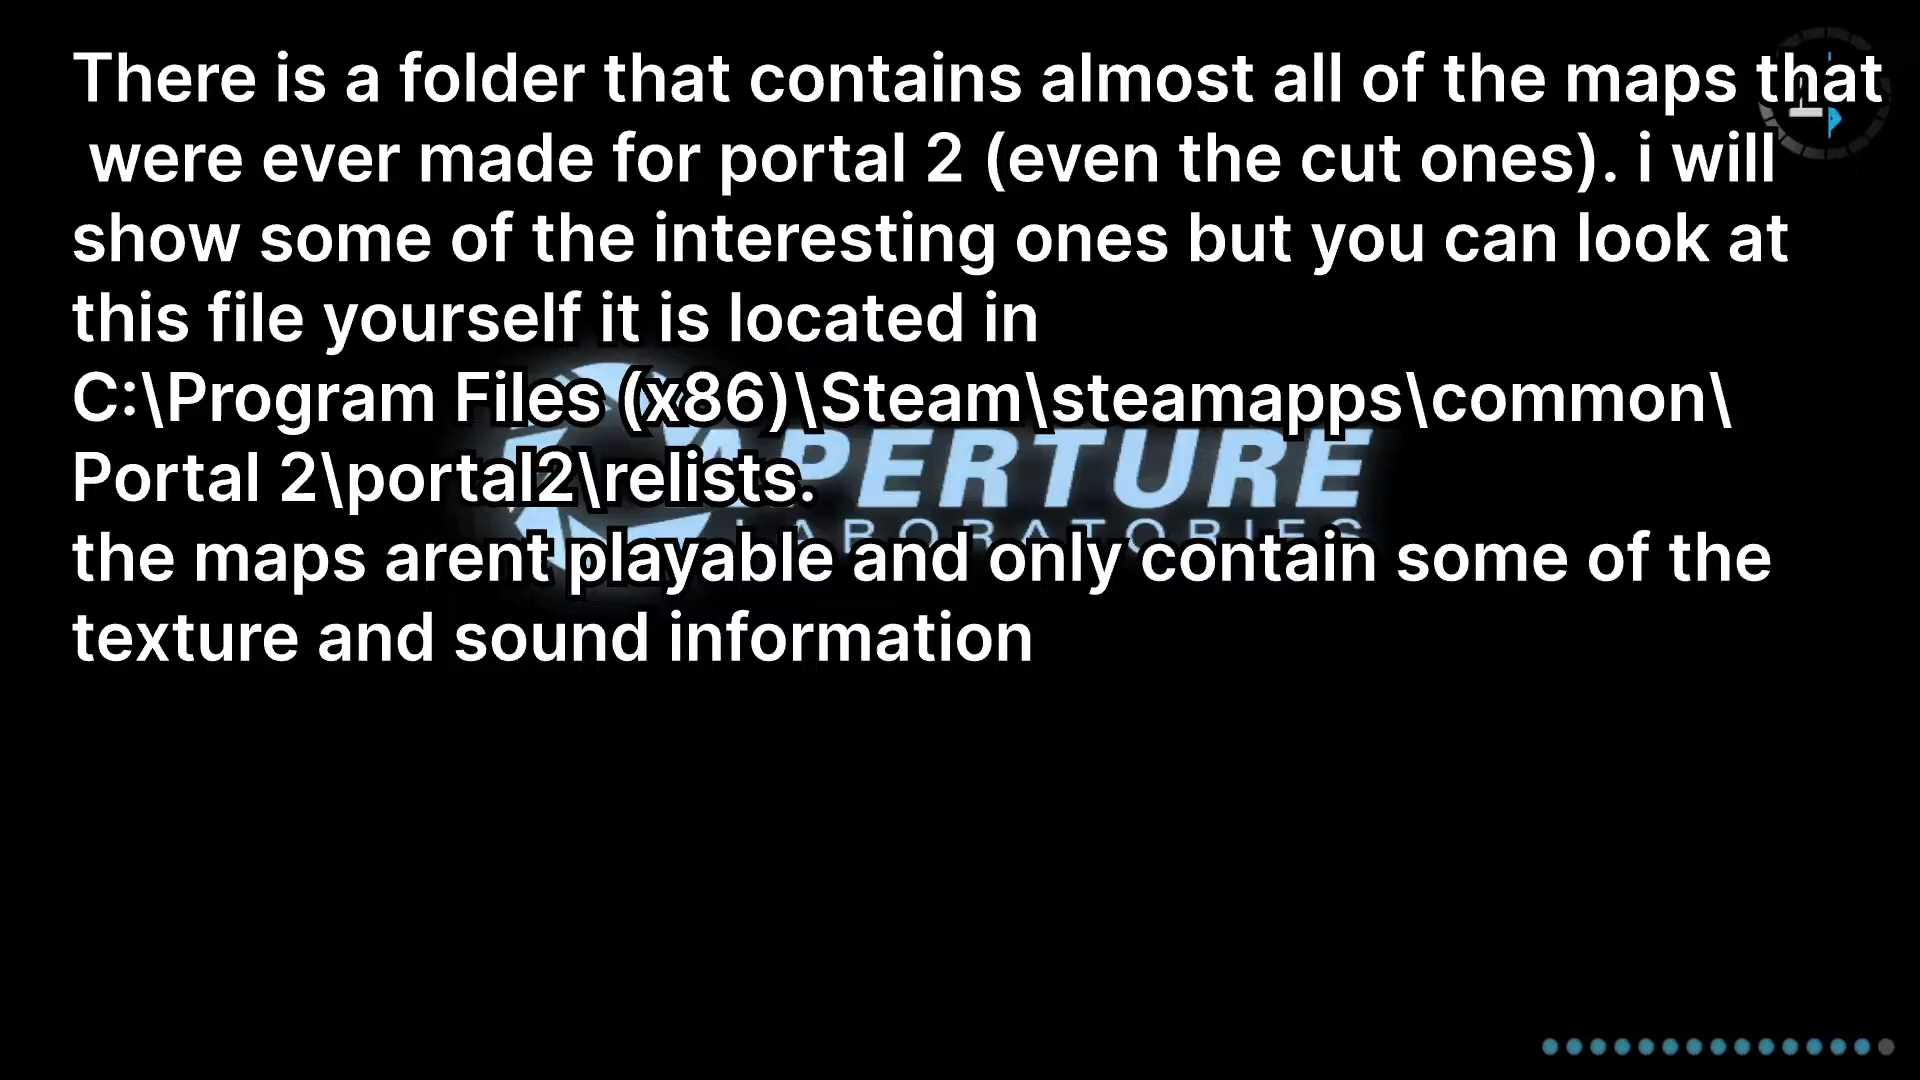 There is a folder that contains almost all of the maps that
were ever made for portal 2 (even the cut ones). i will
show some of the interesting ones but you can look at
this file yourself it is located in
C:\Program Files (x86)\Steam\steamapps\common\
Portal 2\portal2\relists.
APERTURE
LABORATORIES
the maps arent playable and only contain some of the
texture and sound information